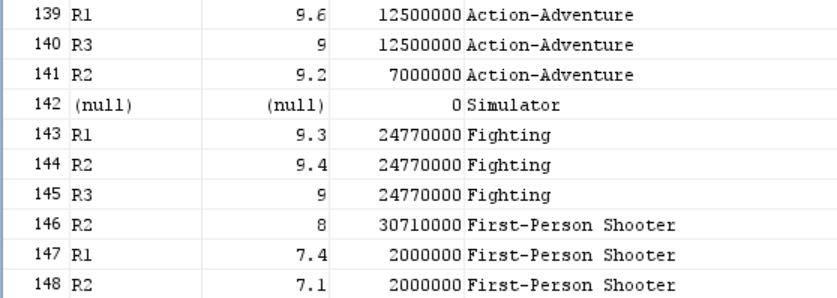 139 R1 9.6 12500000 Action-Adventure
140 R3 9 12500000 Action-Adventure
141 R2 9.2 7000000 Action-Adventure
142 (null) (null) 0 Simulator
143 R1 9.3 24770000 Fighting
144 R2 9.4 24770000 Fighting
145 R3 9 24770000 Fighting
146 R2 8 30710000 First-Person Shooter
147 R1 7.4 2000000 First-Person Shooter
148 R2 7.1 2000000 First-Person Shooter